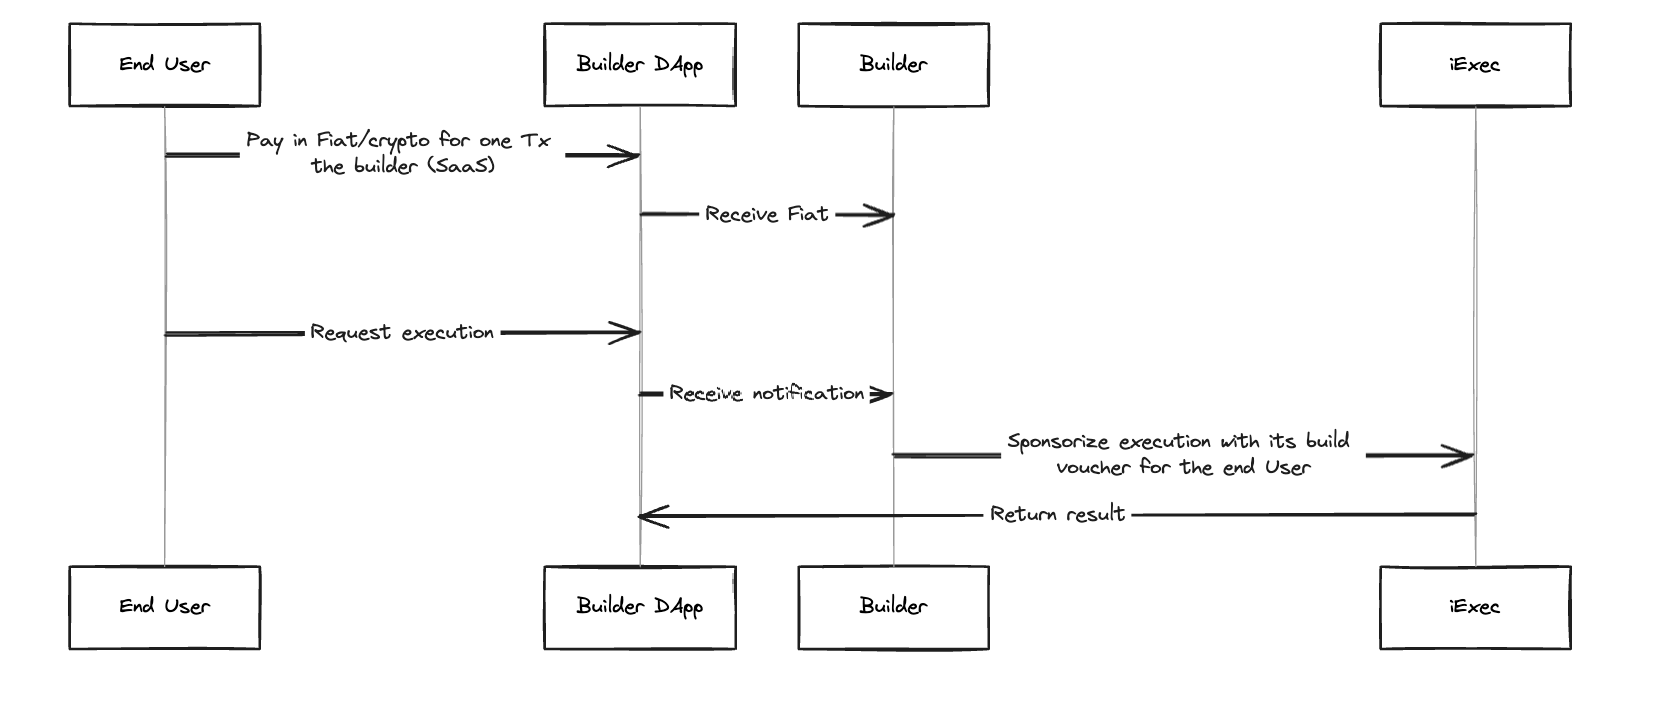 End User
Builder DApp
Builder
iExec
Pay in Fiat/crypto for one Tx
the builder (SaaS)
Receive Fiat
Request execution
Receive notification
Sponsorize execution with its build
voucher for the end User
Return result
End User
Builder DApp
Builder
iExec